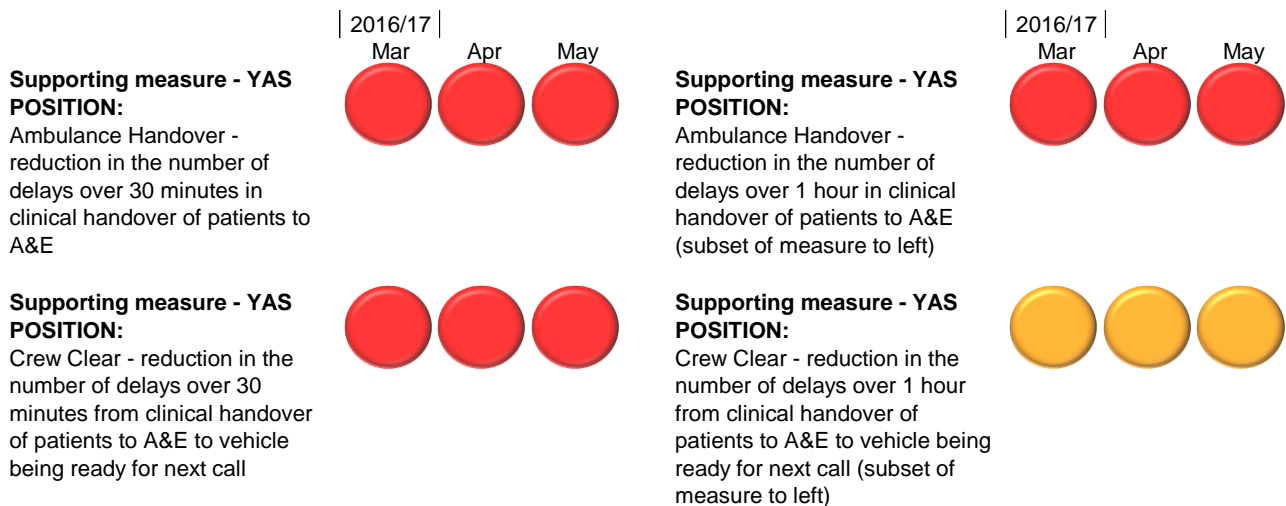 2016/17
Mar Apr May
Supporting measure - YAS
POSITION:
Ambulance Handover -
reduction in the number of
delays over 30 minutes in
clinical handover of patients to
A&E
2016/17
Mar Apr May
Supporting measure - YAS
POSITION:
Ambulance Handover -
reduction in the number of
delays over 1 hour in clinical
handover of patients to A&E
(subset of measure to left)
Supporting measure - YAS
POSITION:
Crew Clear - reduction in the
number of delays over 30
minutes from clinical handover
of patients to A&E to vehicle
being ready for next call
Supporting measure - YAS
POSITION:
Crew Clear - reduction in the
number of delays over 1 hour
from clinical handover of
patients to A&E to vehicle being
ready for next call (subset of
measure to left)